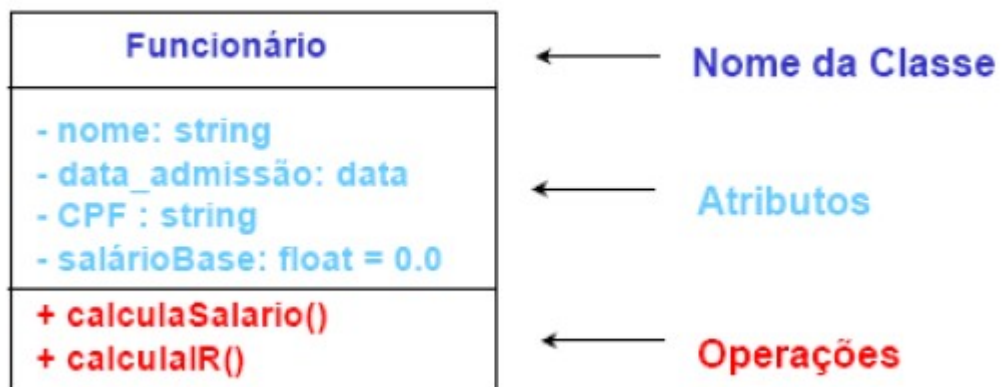 Funcionário
Nome da Classe
- nome: string
- data_admissão: data
- CPF : string
- salárioBase: float = 0.0
Atributos
+ calculaSalario()
+ calculaIR()
Operações